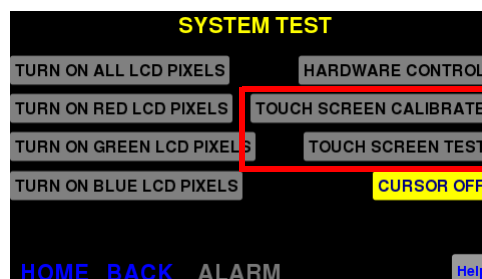 SYSTEM TEST
TURN ON ALL LCD PIXELS HARDWARE CONTROL
TURN ON RED LCD PIXELS TOUCH SCREEN CALIBRATE
TURN ON GREEN LCD PIXELS TOUCH SCREEN TEST
TURN ON BLUE LCD PIXELS CURSOR OFF
HOME BACK ALARM Help